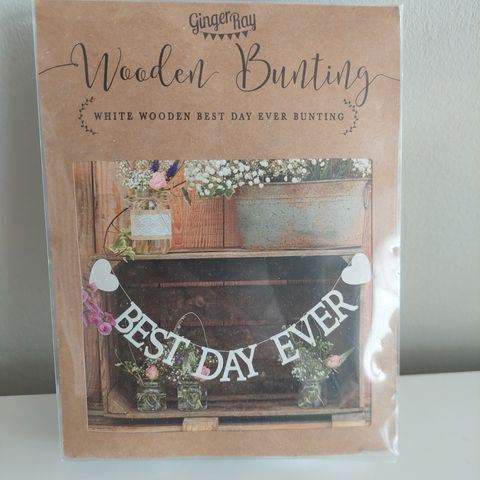 Ginger Ray
Wooden Bunting
WHITE WOODEN BEST DAY EVER BUNTING
BEST DAY EVER